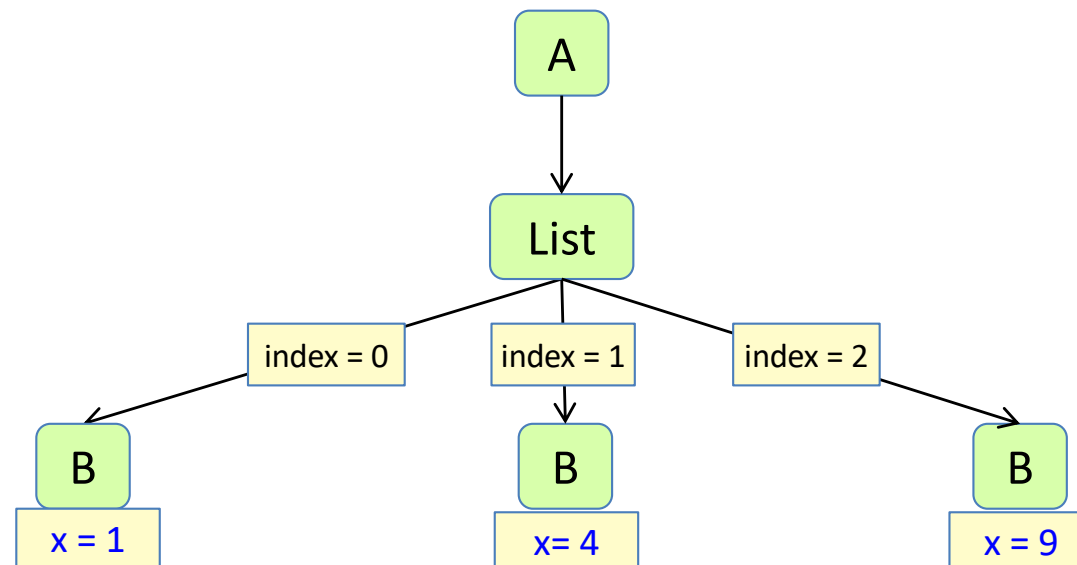 A
List
index = 0
index = 1
index = 2
B
B
B
x = 1
x= 4
x = 9